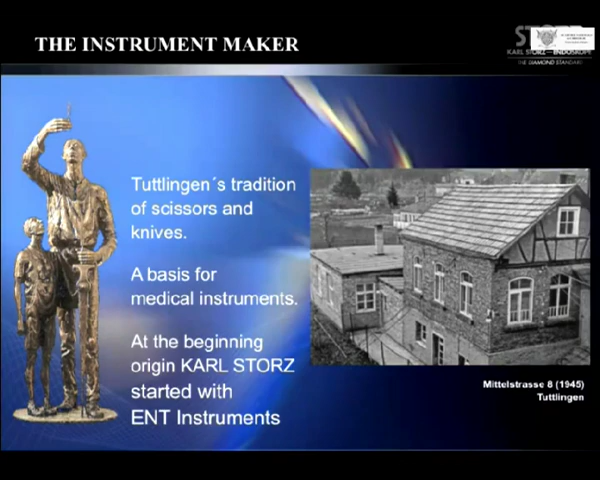 THE INSTRUMENT MAKER
KARL STORZ — ENDOSKOPE
THE DIAMOND STANDARD
Tuttlingen´s tradition
of scissors and
knives.
A basis for
medical instruments.
At the beginning
origin KARL STORZ
started with
ENT Instruments
Mittelstrasse 8 (1945)
Tuttlingen